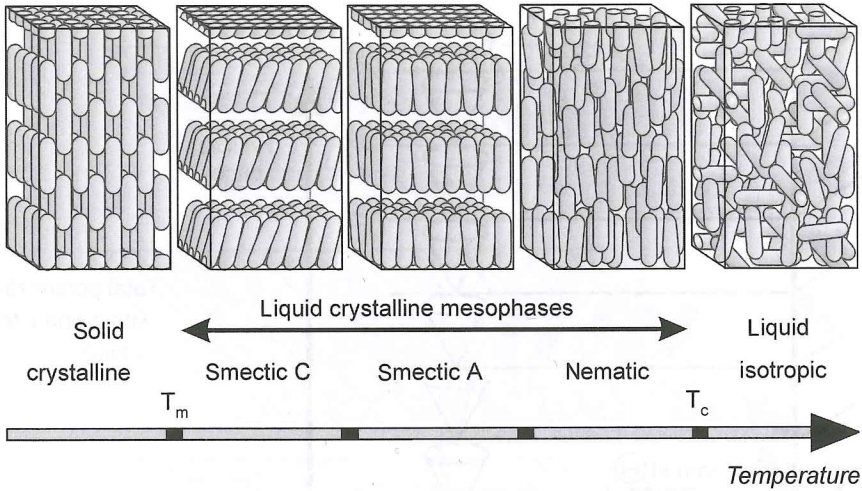 Liquid crystalline mesophases
Solid
crystalline
Smectic C
Smectic A
Nematic
Liquid
isotropic
Tm
Tc
Temperature